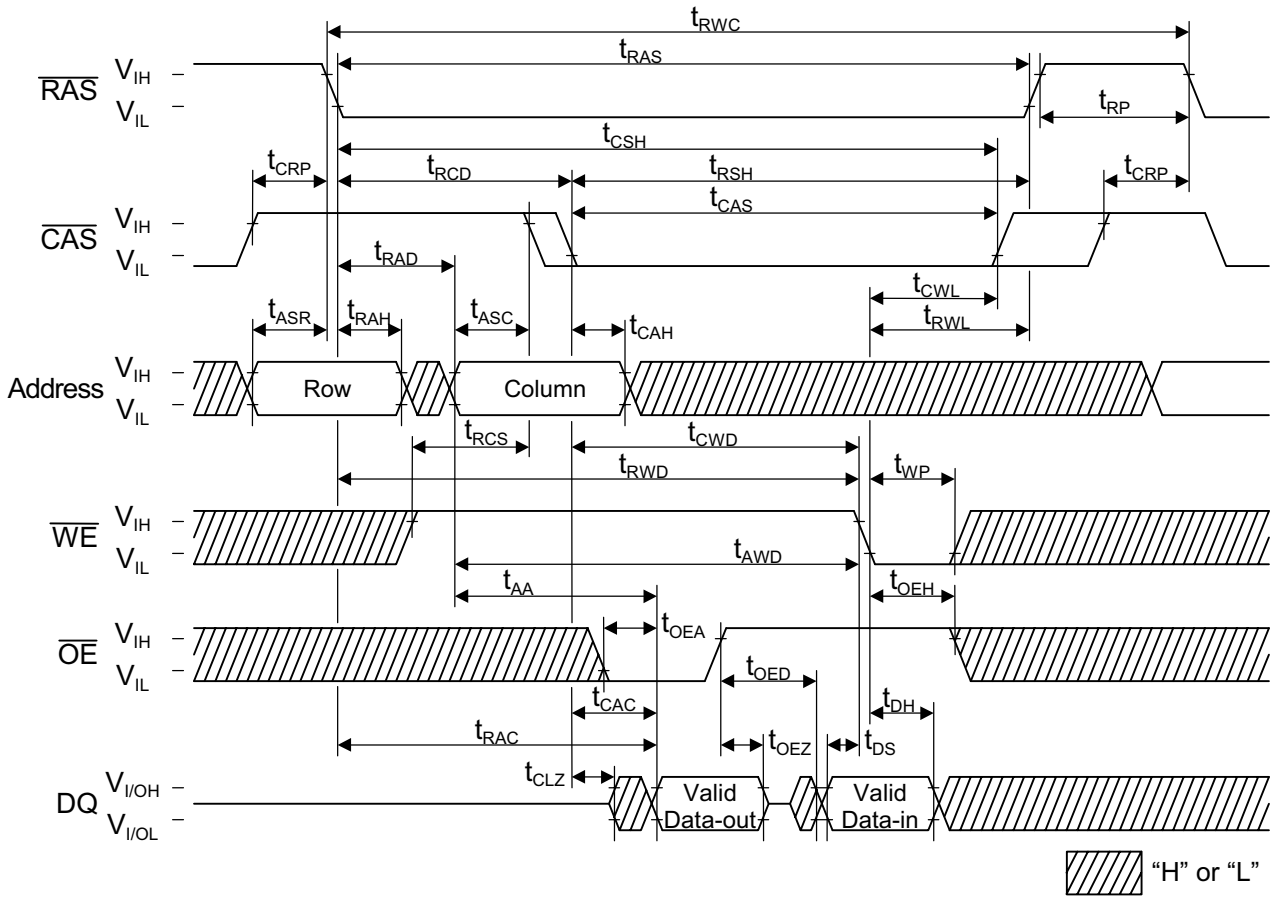 tRWC
tRAS
RAS VIH
VIL
tRP
tCSH
tCRP tRCD tRSH tCRP
tCAS
CAS VIH
VIL
tRAD
tCWL
tASR tRAH tASC tCAH tRWL
Address VIH
VIL
Row Column
tRCS tCWD
tRWD tWP
WE VIH
VIL
tAWD
tAA tOEH
OE VIH
VIL
tOEA
tOED
tCAC tDH
tRAC tOEZ tDS
tCLZ
DQ VI/OH
VI/OL
Valid Data-out
Valid Data-in
“H” or “L”